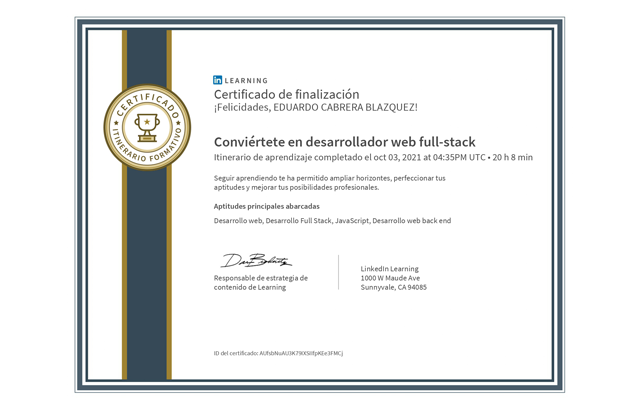 in LEARNING
Certificado de finalización
¡Felicidades, EDUARDO CABRERA BLAZQUEZ!
CERTIFICADO
ITINERARIO FORMATIVO
Conviértete en desarrollador web full-stack
Itinerario de aprendizaje completado el oct 03, 2021 at 04:35PM UTC • 20 h 8 min
Seguir aprendiendo te ha permitido ampliar horizontes, perfeccionar tus
aptitudes y mejorar tus posibilidades profesionales.
Aptitudes principales abarcadas
Desarrollo web, Desarrollo Full Stack, JavaScript, Desarrollo web back end
Responsable de estrategia de
contenido de Learning
LinkedIn Learning
1000 W Maude Ave
Sunnyvale, CA 94085
ID del certificado: